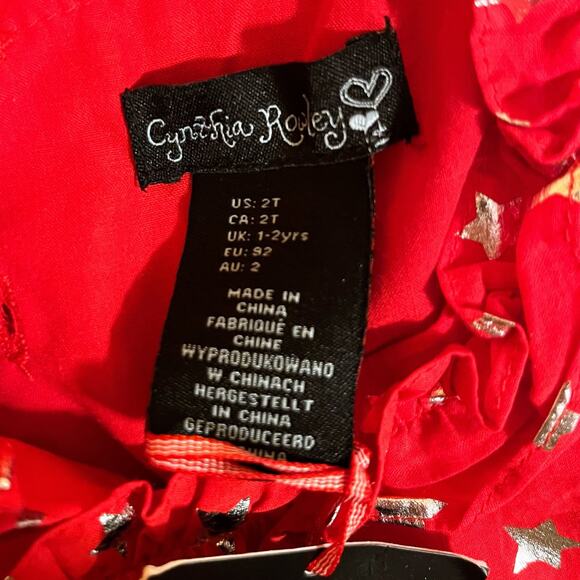 Cynthia Rowley
US: 2T
CA: 2T
UK: 1-2yrs
EU: 92
AU: 2
MADE IN
CHINA
FABRIQUÉ EN
CHINE
WYPRODUKOWANO
W CHINACH
HERGESTELLT
IN CHINA
GEPRODUCEERD